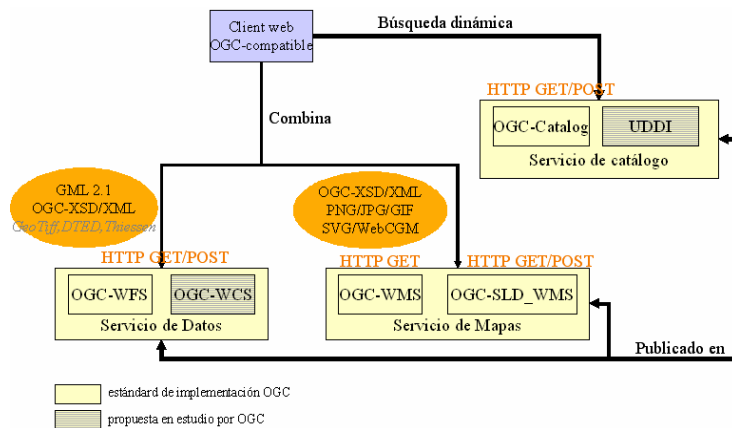 Client web
OGC-compatible
Búsqueda dinámica
HTTP GET/POST
OGC-Catalog
UDDI
Servicio de catálogo
Combina
GML 2.1
OGC-XSD/XML
GeoTiff,DTED,Thiessen
OGC-XSD/XML
PNG/JPG/GIF
SVG/WebCGM
HTTP GET/POST
HTTP GET
HTTP GET/POST
OGC-WFS
OGC-WCS
OGC-WMS
OGC-SLD_WMS
Servicio de Datos
Servicio de Mapas
Publicado en
estándard de implementación OGC
propuesta en estudio por OGC